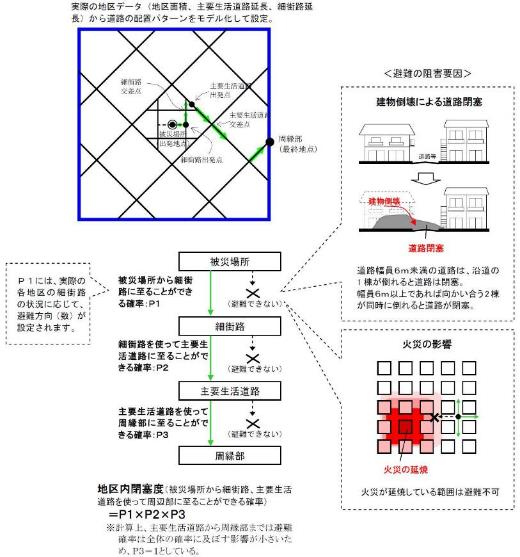 実際の地区データ（地区面積、主要生活道路延長、細街路延
長）から道路の配置パターンをモデル化して設定。
細街路
交差点
主要生活道路
出発点
主要生活道路
交差点
被災場所
（出発地点）
細街路出発点
周縁部
（最終地点）
＜避難の阻害要因＞
建物倒壊による道路閉塞
道路等
建物倒壊
道路閉塞
道路幅員６ｍ未満の道路は、沿道の
１棟が倒れると道路は閉塞。
幅員６ｍ以上であれば向かい合う２棟
が同時に倒れると道路が閉塞。
Ｐ１には、実際の
各地区の細街路
の状況に応じて、
避難方向（数）が
設定されます。
被災場所
被災場所から細街
路に至ることがで
きる確率：P1
（避難できない）
細街路
細街路を使って主要生
活道路に至ることがで
きる確率：P2
（避難できない）
主要生活道路
主要生活道路を使って
周縁部に至ることがで
きる確率：P3
（避難できない）
周縁部
火災の影響
火災の延焼
火災が延焼している範囲は避難不可
地区内閉塞度（被災場所から細街路、主要生活
道路を使って周辺部に至ることができる確率）
＝P1×P2×P3
※計算上、主要生活道路から周縁部までは避難
確率は全体の確率に及ぼす影響が小さいた
め、P3＝1としている。